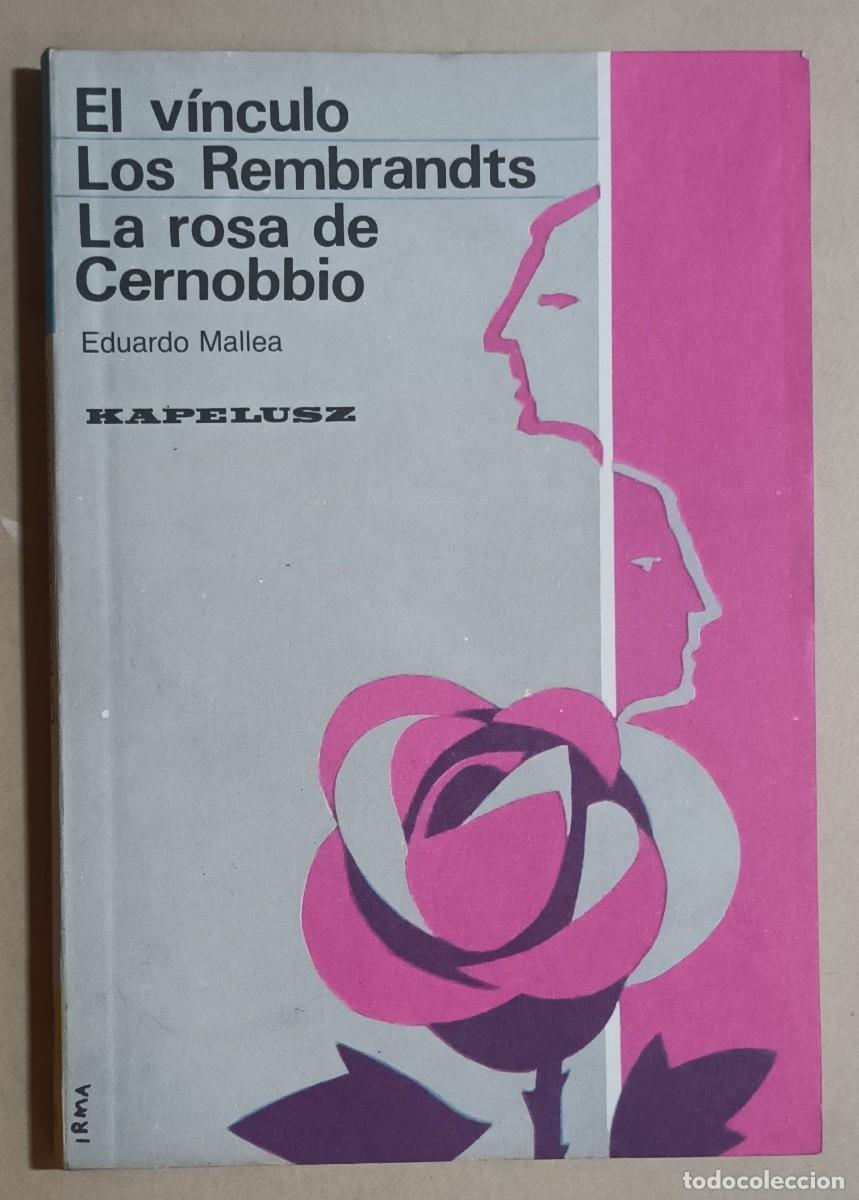 El vínculo
Los Rembrandts
La rosa de
Cernobbio
Eduardo Mallea
KAPELUSZ
IRMA
todocoleccion